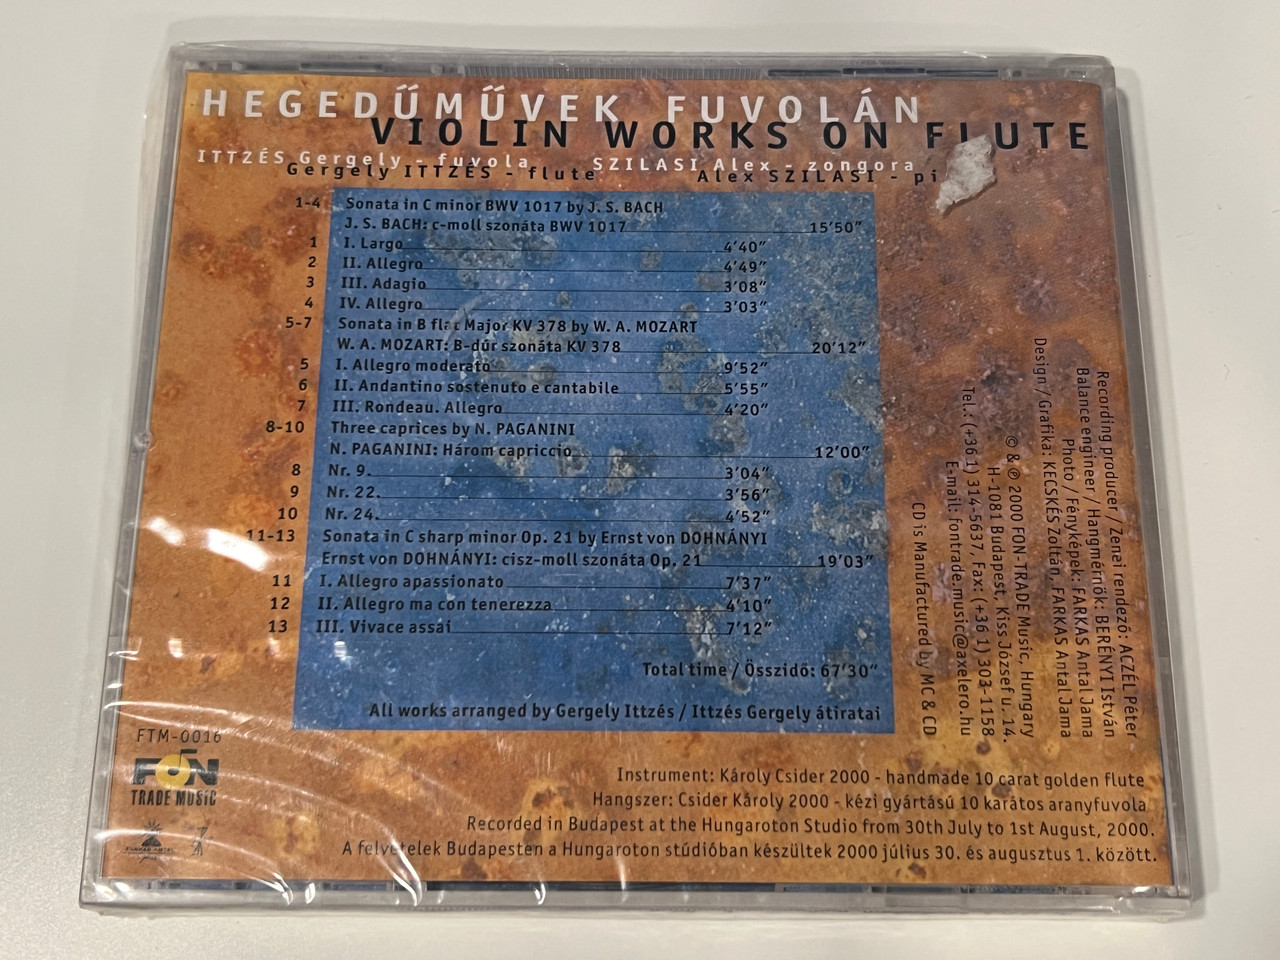 HEGEDŰMŰVEK FUVOLÁN
VIOLIN WORKS ON FLUTE
ITTZÉS Gergely - fuvola SZILASI Alex - zongora
Gergely ITTZÉS - flute Alex SZILASI - pi
1-4 Sonata in C minor BWV 1017 by J. S. BACH
J. S. BACH: c-moll szonáta BWV 1017 15'50"
1 I. Largo 4'40"
2 II. Allegro 4'49"
3 III. Adagio 3'08"
4 IV. Allegro 3'03"
5-7 Sonata in B flat Major KV 378 by W. A. MOZART
W. A. MOZART: B-dúr szonáta KV 378 20'12"
5 I. Allegro moderato 9'52"
6 II. Andantino sostenuto e cantabile 5'55"
7 III. Rondeau. Allegro 4'20"
8-10 Three caprices by N. PAGANINI
N. PAGANINI: Három capriccio 12'00"
8 Nr. 9. 3'04"
9 Nr. 22. 3'56"
10 Nr. 24. 4'52"
11-13 Sonata in C sharp minor Op. 21 by Ernst von DOHNÁNYI
Ernst von DOHNÁNYI: cisz-moll szonáta Op. 21 19'03"
11 I. Allegro apassionato 7'37"
12 II. Allegro ma con tenerezza 4'10"
13 III. Vivace assai 7'12"
Total time / Összidő: 67'30"
All works arranged by Gergely Ittzés / Ittzés Gergely átiratai
Recording producer / Zenei rendező: ACZÉL Péter
Balance engineer / Hangmérnök: BERÉNYI István
Photo / Fényképek: FARKAS Antal Jama
Design / Grafika: KECSKÉS Zoltán, FARKAS Antal Jama
© & ℗ 2000 FON-TRADE Music, Hungary
H-1081 Budapest, Kiss József u. 14.
Tel.: (+36 1) 314-5637, Fax: (+36 1) 303-1158
E-mail: fontrade.music@axelero.hu
CD is Manufactured by MC & CD
FTM-0016
FON
TRADE MUSIC
Instrument: Károly Csider 2000 - handmade 10 carat golden flute
Hangszer: Csider Károly 2000 - kézi gyártású 10 karátos aranyfuvola
Recorded in Budapest at the Hungaroton Studio from 30th July to 1st August, 2000.
A felvételek Budapesten a Hungaroton stúdióban készültek 2000 július 30. és augusztus 1. között.